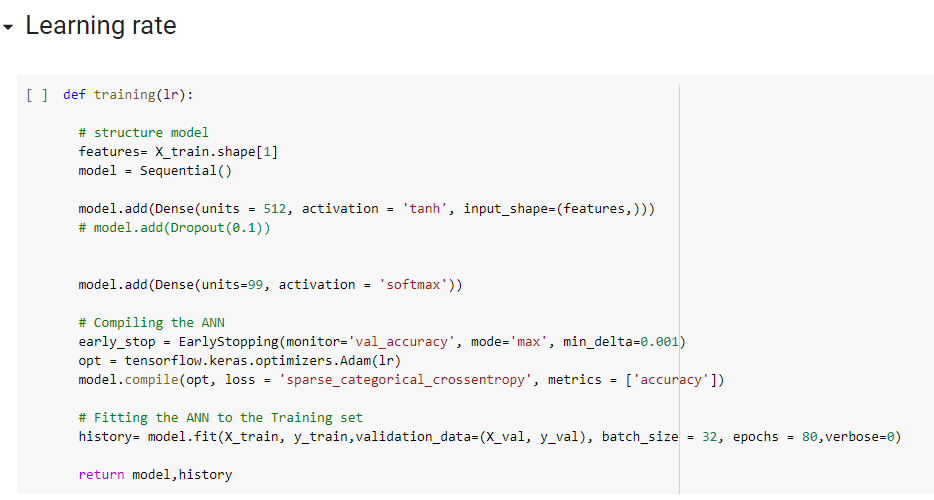 Learning rate
[ ] def training(lr):
# structure model
features= X_train.shape[1]
model = Sequential()
model.add(Dense(units = 512, activation = 'tanh', input_shape=(features,)))
# model.add(Dropout(0.1))
model.add(Dense(units=99, activation = 'softmax'))
# Compiling the ANN
early_stop = EarlyStopping(monitor='val_accuracy', mode='max', min_delta=0.001)
opt = tensorflow.keras.optimizers.Adam(lr)
model.compile(opt, loss = 'sparse_categorical_crossentropy', metrics = ['accuracy'])
# Fitting the ANN to the Training set
history= model.fit(X_train, y_train,validation_data=(X_val, y_val), batch_size = 32, epochs = 80,verbose=0)
return model,history